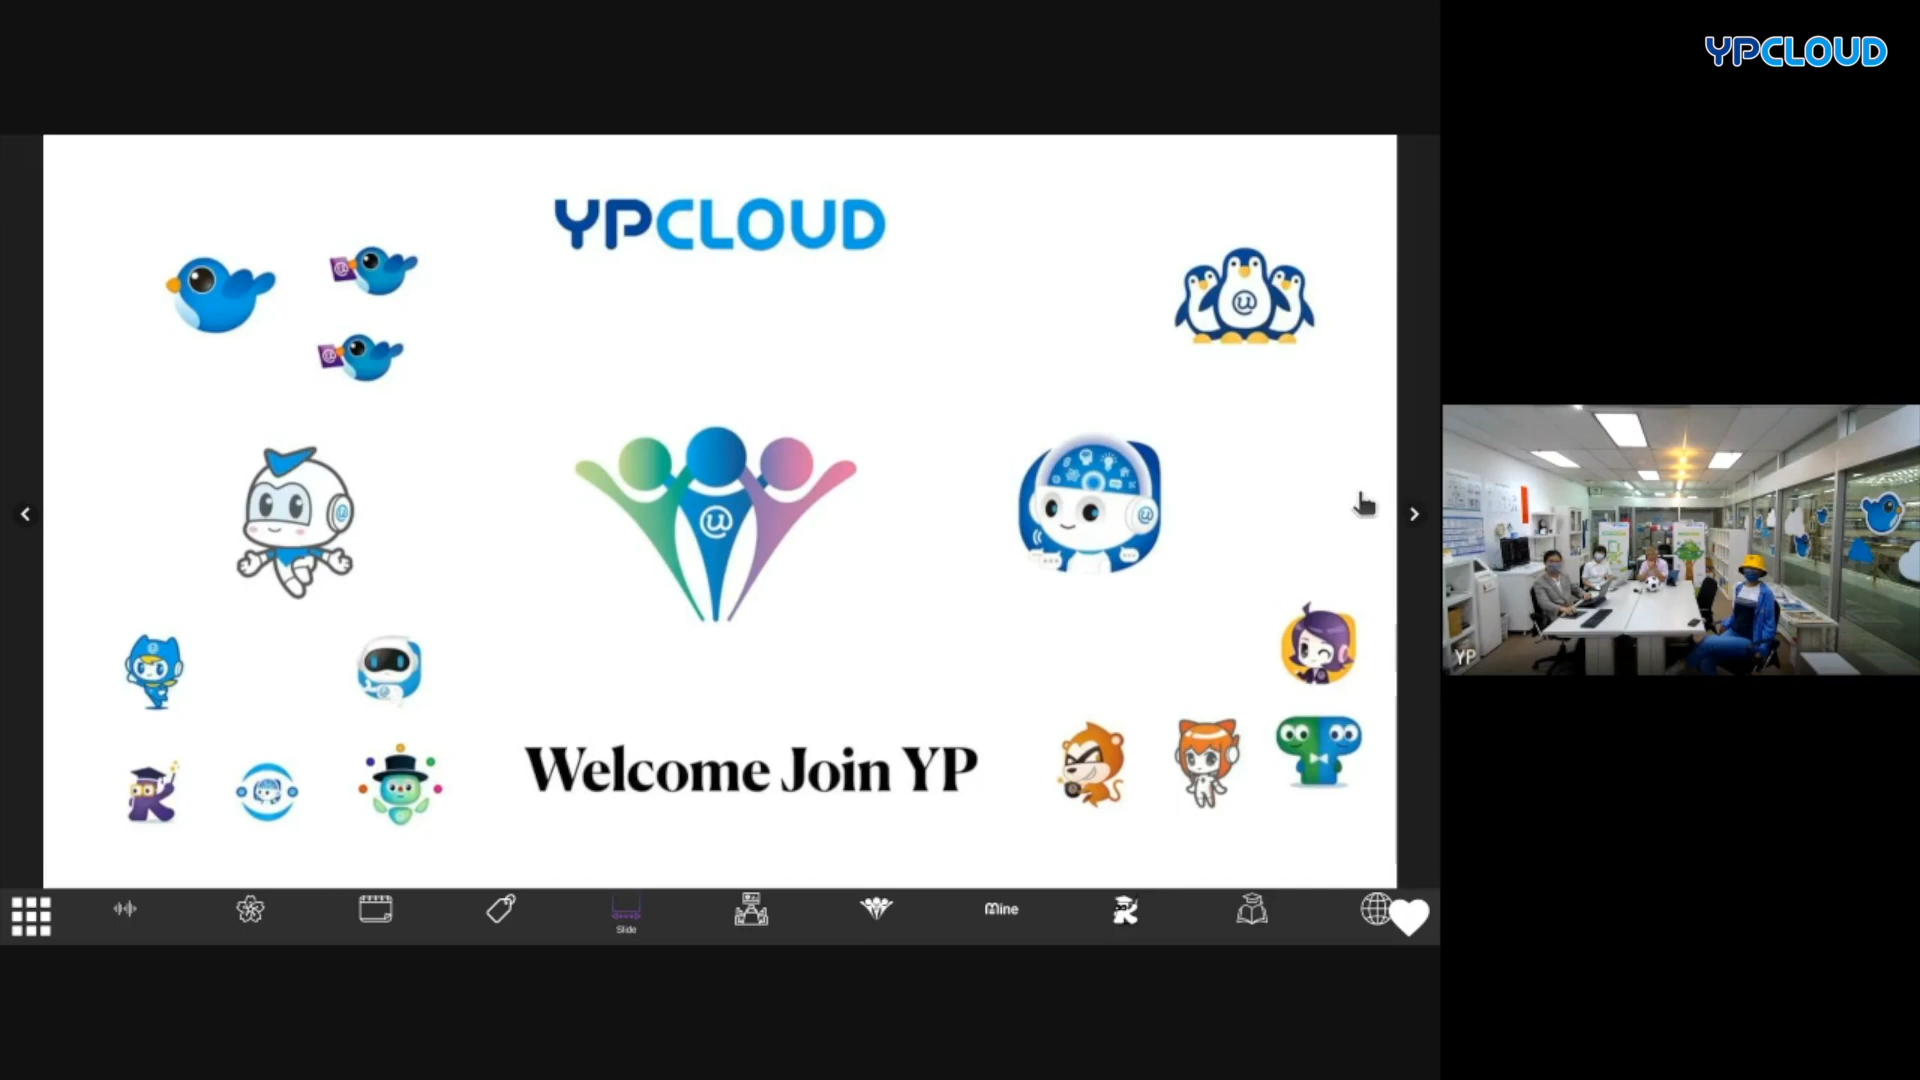 YPCLOUD
YPCLOUD
Welcome Join YP
YP
Slide
Mine